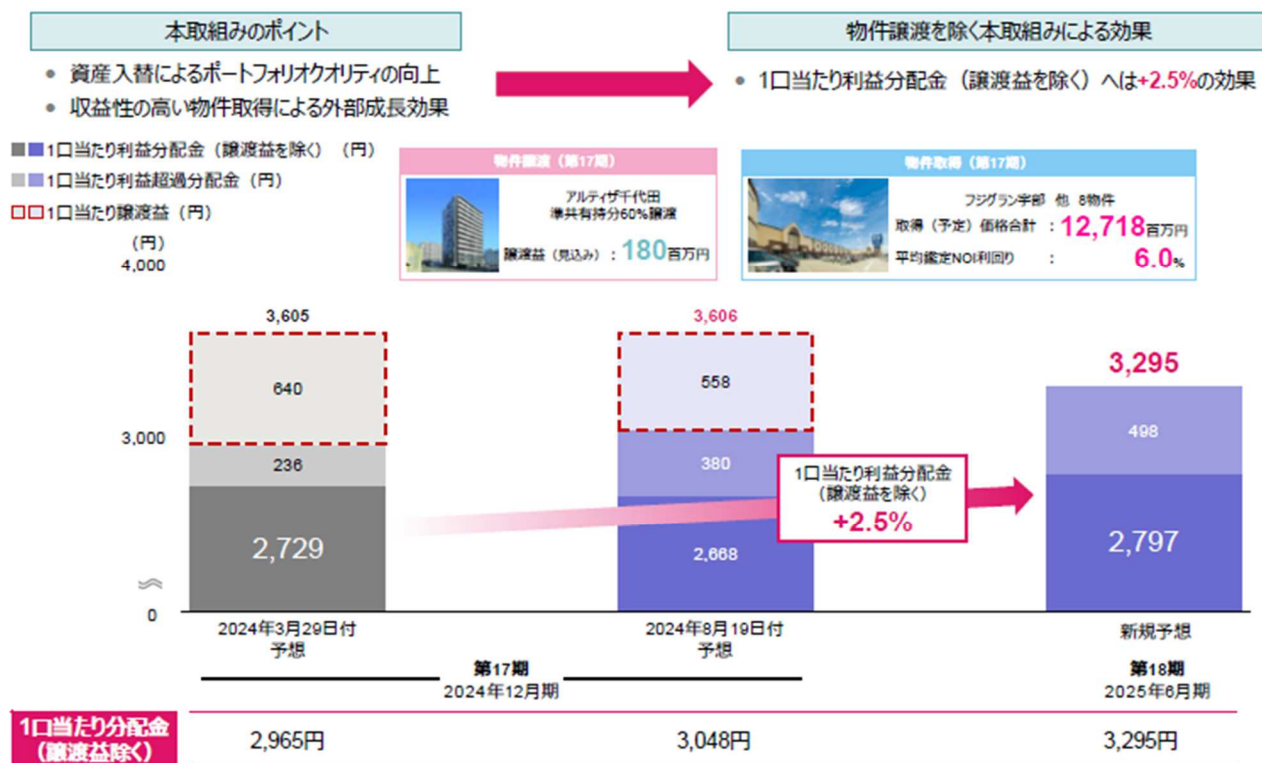 本取組みのポイント
物件譲渡を除く本取組みによる効果
● 資産入替によるポートフォリオクオリティの向上
● 収益性の高い物件取得による外部成長効果
● 1口当たり利益分配金（譲渡益を除く）へは+2.5%の効果
1口当たり利益分配金（譲渡益を除く）（円）
1口当たり利益超過分配金（円）
1口当たり譲渡益（円）
物件譲渡（第17期）
アルティザ千代田
準共有持分60%譲渡
譲渡益（見込み）：180百万円
物件取得（第17期）
フジグラン宇部 他 8物件
取得（予定）価格合計 ：12,718百万円
平均鑑定NOI利回り ： 6.0%
（円）
4,000
3,000
0
3,605
640
236
2,729
3,606
558
380
2,668
1口当たり利益分配金
（譲渡益を除く）
+2.5%
3,295
498
2,797
2024年3月29日付
予想
2024年8月19日付
予想
新規予想
第17期
2024年12月期
第18期
2025年6月期
1口当たり分配金
（譲渡益除く）
2,965円
3,048円
3,295円